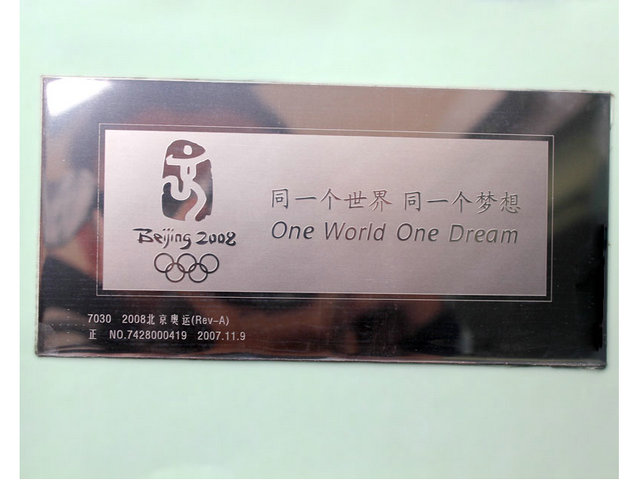 同一个世界 同一个梦想
One World One Dream
Beijing 2008
7030 2008北京奥运(Rev-A)
正 NO.7428000419 2007.11.9